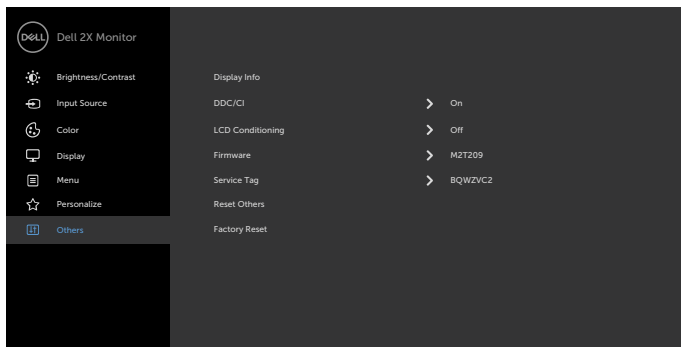 DELL Dell 2X Monitor
Brightness/Contrast Display Info
Input Source DDC/CI On
Color LCD Conditioning Off
Display Firmware M2T209
Menu Service Tag BQWZVC2
Personalize Reset Others
Others Factory Reset